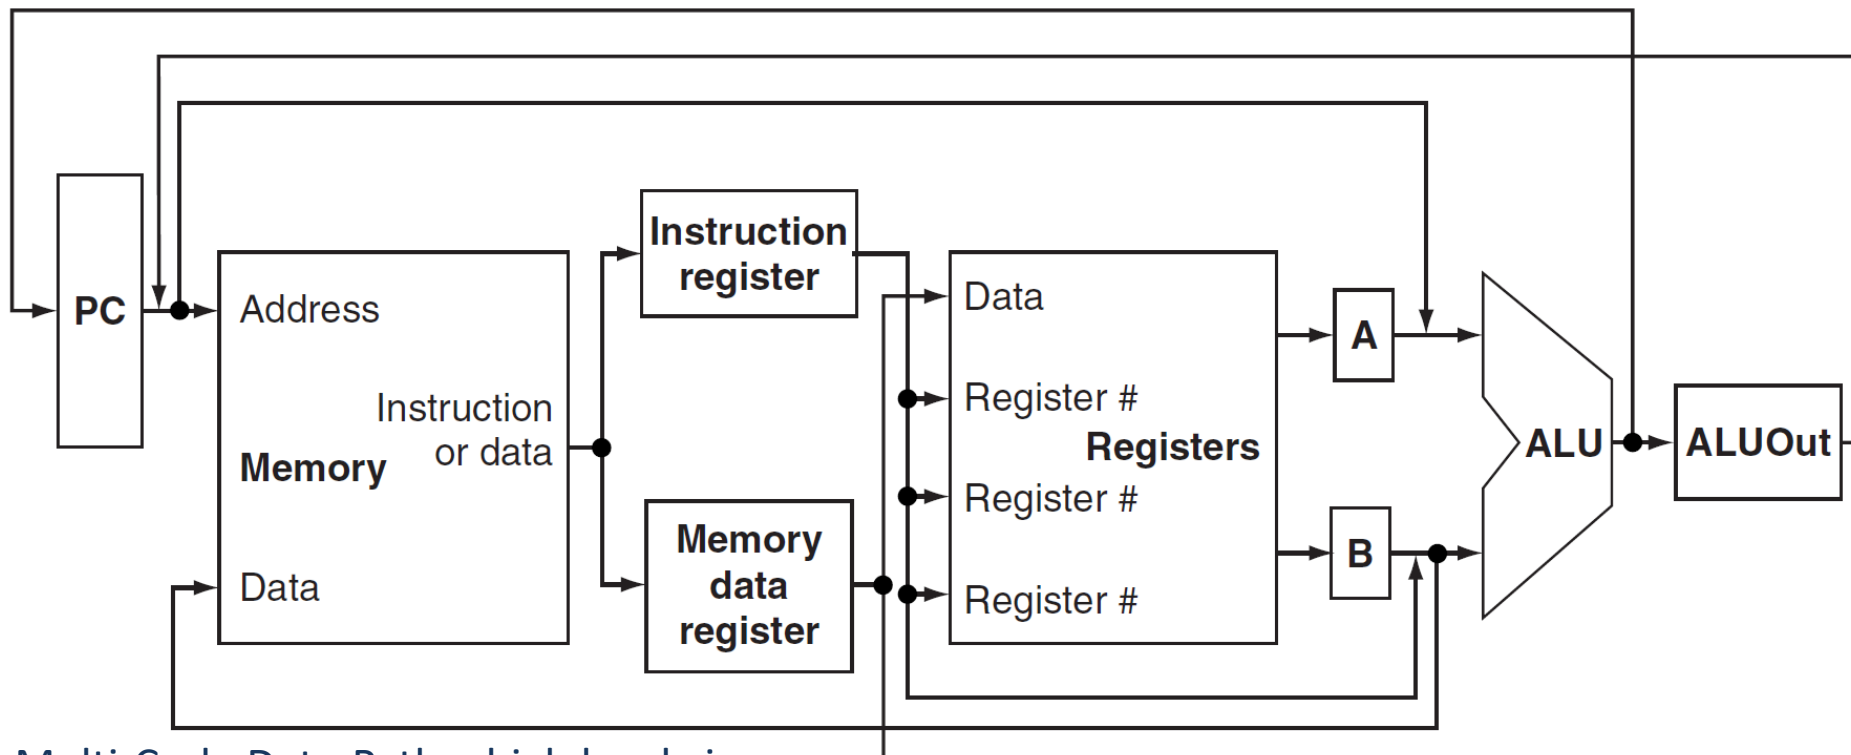 PC
Address
Instruction
or data
Memory
Data
Instruction
register
Memory
data
register
Data
Register #
Registers
Register #
Register #
A
B
ALU
ALUOut